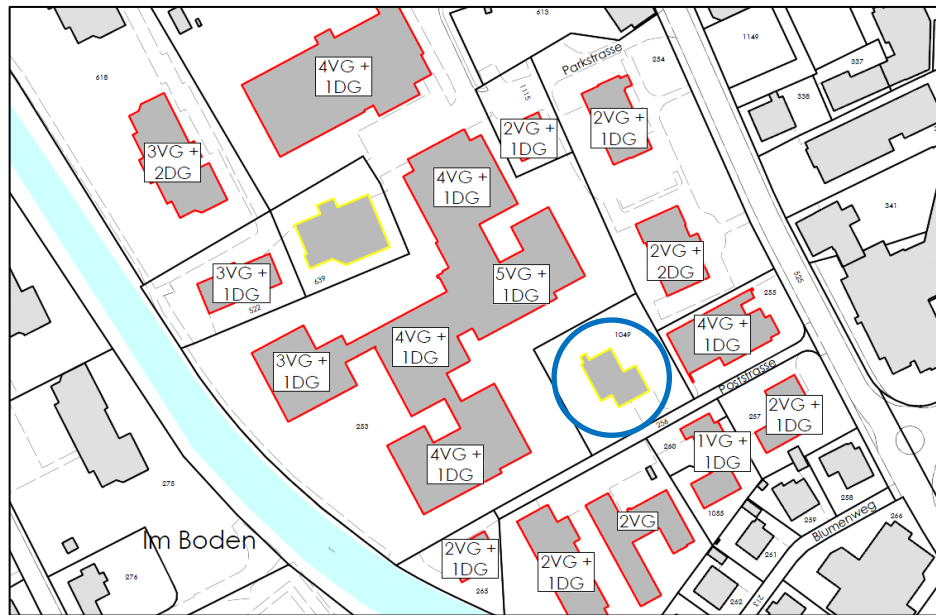 613
1149
337
Parkstrasse
254
618
4VG +
1DG
1115
338
2VG +
1DG
2VG +
1DG
3VG +
2DG
4VG +
1DG
341
2VG +
2DG
3VG +
1DG
639
5VG +
1DG
525
255
522
1049
4VG +
1DG
4VG +
1DG
3VG +
1DG
Poststrasse
253
256
257
2VG +
1DG
260
1VG +
1DG
4VG +
1DG
275
258
259
1055
266
2VG
Blumenweg
Im Boden
2VG +
1DG
2VG +
1DG
261
276
265
262
213